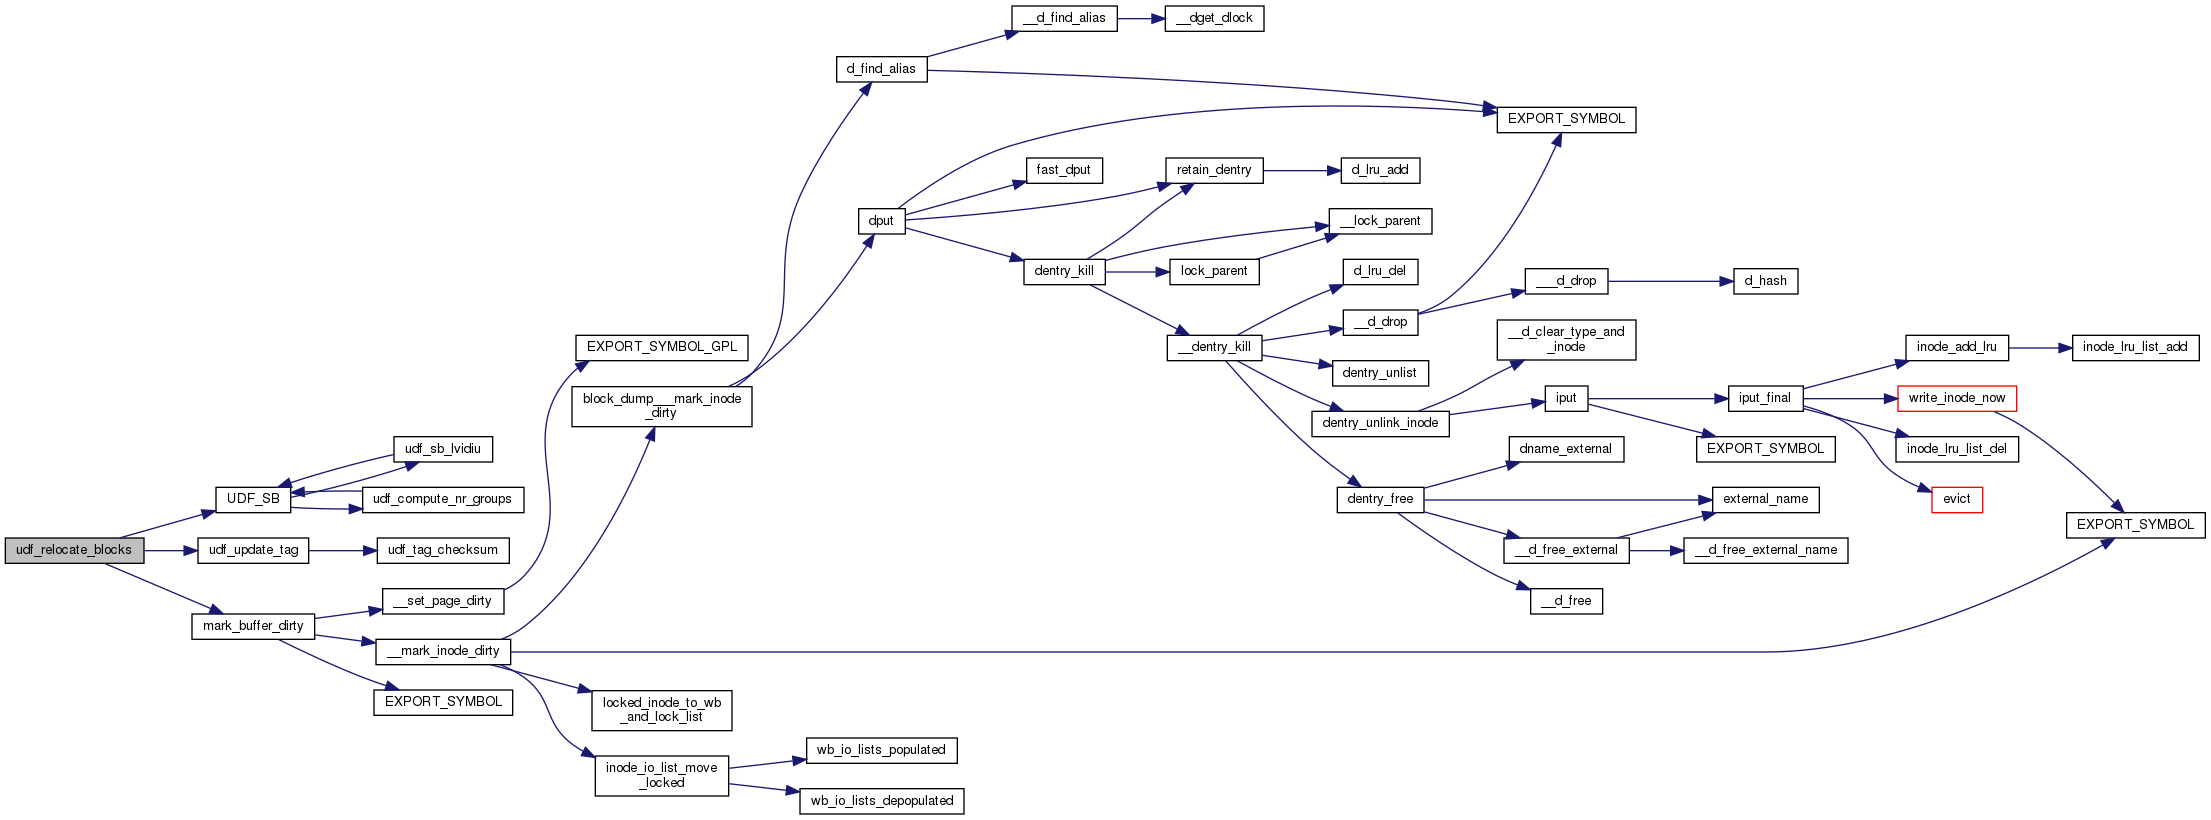 __d_find_alias
__dget_dlock
d_find_alias
EXPORT_SYMBOL
fast_dput
retain_dentry
d_lru_add
dput
__lock_parent
dentry_kill
lock_parent
d_lru_del
___d_drop
d_hash
__d_drop
__d_clear_type_and
_inode
EXPORT_SYMBOL_GPL
__dentry_kill
inode_add_lru
inode_lru_list_add
dentry_unlist
block_dump___mark_inode
_dirty
iput
iput_final
write_inode_now
dentry_unlink_inode
udf_sb_lvidiu
dname_external
EXPORT_SYMBOL
inode_lru_list_del
UDF_SB
udf_compute_nr_groups
dentry_free
external_name
evict
EXPORT_SYMBOL
udf_relocate_blocks
udf_update_tag
udf_tag_checksum
__d_free_external
__d_free_external_name
__set_page_dirty
__d_free
mark_buffer_dirty
__mark_inode_dirty
EXPORT_SYMBOL
locked_inode_to_wb
_and_lock_list
wb_io_lists_populated
inode_io_list_move
_locked
wb_io_lists_depopulated